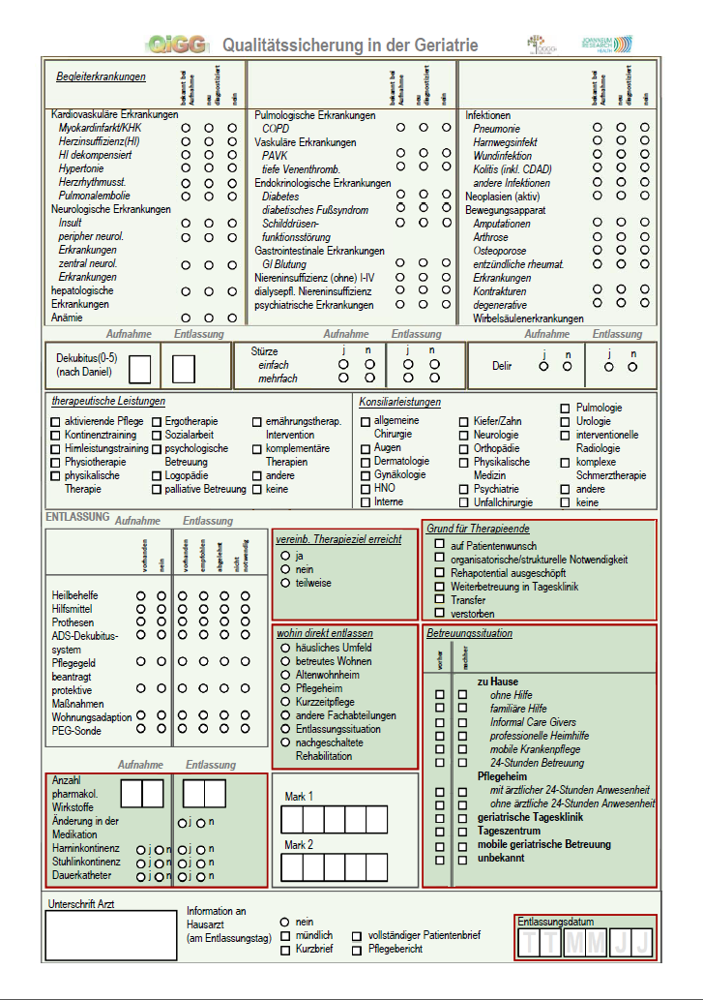 QiGG Qualitätssicherung in der Geriatrie
JOANNEUM
RESEARCH
HEALTH
Begleiterkrankungen
bekannt bei
Aufnahme
neu
diagnostiziert
nein
Kardiovaskuläre Erkrankungen
Myokardinfarkt/KHK
Herzinsuffizienz(HI)
HI dekompensiert
Hypertonie
Herzrhythmusst.
Pulmonalembolie
Neurologische Erkrankungen
Insult
peripher neurol.
Erkrankungen
zentral neurol.
Erkrankungen
hepatologische
Erkrankungen
Anämie
bekannt bei
Aufnahme
neu
diagnostiziert
nein
Pulmologische Erkrankungen
COPD
Vaskuläre Erkrankungen
PAVK
tiefe Venenthromb.
Endokrinologische Erkrankungen
Diabetes
diabetisches Fußsyndrom
Schilddrüsen-
funktionsstörung
Gastrointestinale Erkrankungen
GI Blutung
Niereninsuffizienz (ohne) I-IV
dialysepfl. Niereninsuffizienz
psychiatrische Erkrankungen
bekannt bei
Aufnahme
neu
diagnostiziert
nein
Infektionen
Pneumonie
Harnwegsinfekt
Wundinfektion
Kolitis (inkl. CDAD)
andere Infektionen
Neoplasien (aktiv)
Bewegungsapparat
Amputationen
Arthrose
Osteoporose
entzündliche rheumat.
Erkrankungen
Kontrakturen
degenerative
Wirbelsäulenerkrankungen
Aufnahme Entlassung
Dekubitus(0-5)
(nach Daniel)
Aufnahme Entlassung
Stürze j n j n
einfach
mehrfach
Aufnahme Entlassung
j n j n
Delir
therapeutische Leistungen
aktivierende Pflege
Kontinenztraining
Hirnleistungstraining
Physiotherapie
physikalische
Therapie
Ergotherapie
Sozialarbeit
psychologische
Betreuung
Logopädie
palliative Betreuung
ernährungstherap.
Intervention
komplementäre
Therapien
andere
keine
Konsiliarleistungen
allgemeine
Chirurgie
Augen
Dermatologie
Gynäkologie
HNO
Interne
Kiefer/Zahn
Neurologie
Orthopädie
Physikalische
Medizin
Psychiatrie
Unfallchirurgie
Pulmologie
Urologie
interventionelle
Radiologie
komplexe
Schmerztherapie
andere
keine
ENTLASSUNG Aufnahme Entlassung
vorhanden
nein
vorhanden
empfohlen
abgelehnt
nicht
notwendig
Heilbehelfe
Hilfsmittel
Prothesen
ADS-Dekubitus-
system
Pflegegeld
beantragt
protektive
Maßnahmen
Wohnungsadaption
PEG-Sonde
vereinb. Therapieziel erreicht
ja
nein
teilweise
Grund für Therapieende
auf Patientenwunsch
organisatorische/strukturelle Notwendigkeit
Rehapotential ausgeschöpft
Weiterbetreuung in Tagesklinik
Transfer
verstorben
wohin direkt entlassen
häusliches Umfeld
betreutes Wohnen
Altenwohnheim
Pflegeheim
Kurzzeitpflege
andere Fachabteilungen
Entlassungssituation
nachgeschaltete
Rehabilitation
Betreuungssituation
vorher
nachher
zu Hause
ohne Hilfe
familiäre Hilfe
Informal Care Givers
professionelle Heimhilfe
mobile Krankenpflege
24-Stunden Betreuung
Pflegeheim
mit ärztlicher 24-Stunden Anwesenheit
ohne ärztliche 24-Stunden Anwesenheit
geriatrische Tagesklinik
Tageszentrum
mobile geriatrische Betreuung
unbekannt
Aufnahme Entlassung
Anzahl
pharmakol.
Wirkstoffe
Änderung in der j n
Medikation
Harninkontinenz j n j n
Stuhlinkontinenz j n j n
Dauerkatheter j n j n
Mark 1
Mark 2
Unterschrift Arzt
Information an
Hausarzt
(am Entlassungstag)
nein
mündlich
Kurzbrief
vollständiger Patientenbrief
Pflegebericht
Entlassungsdatum
T T M M J J